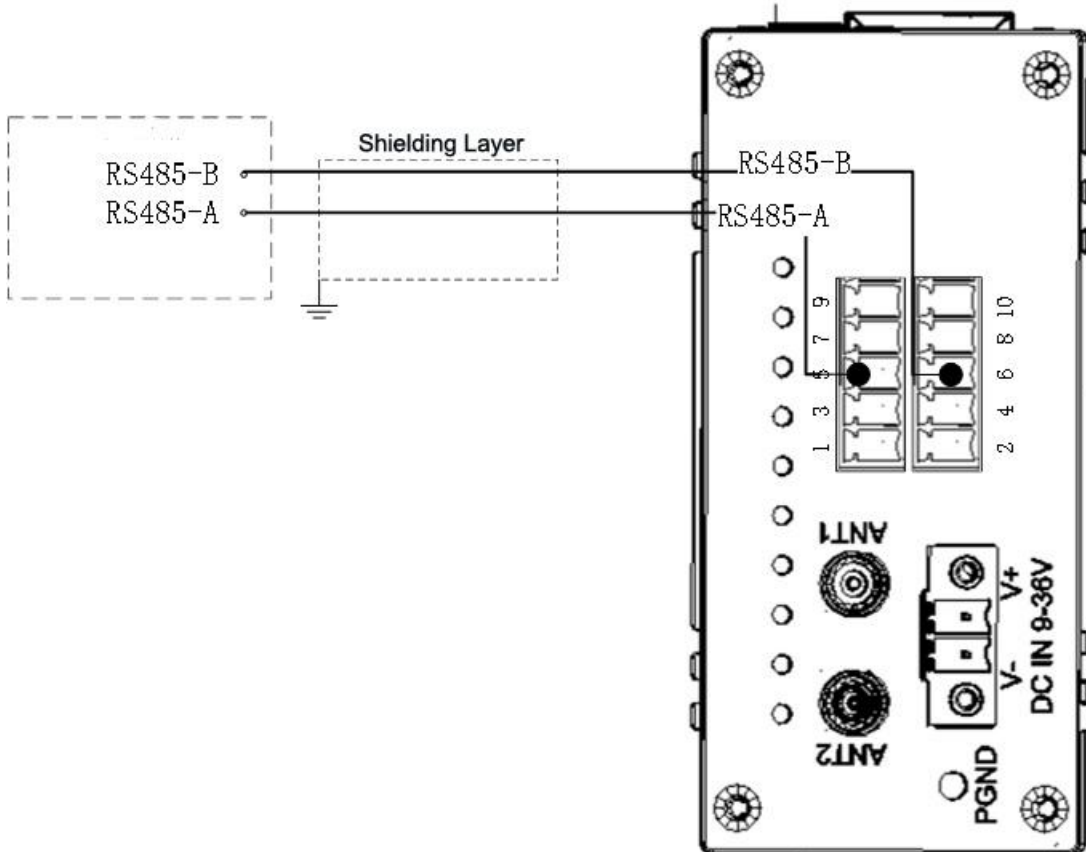 Shielding Layer
RS485-B
RS485-A
RS485-B
RS485-A
9
7
5
3
1
10
8
6
4
2
ANT1
ANT2
V+
V-
DC IN 9-36V
PGND